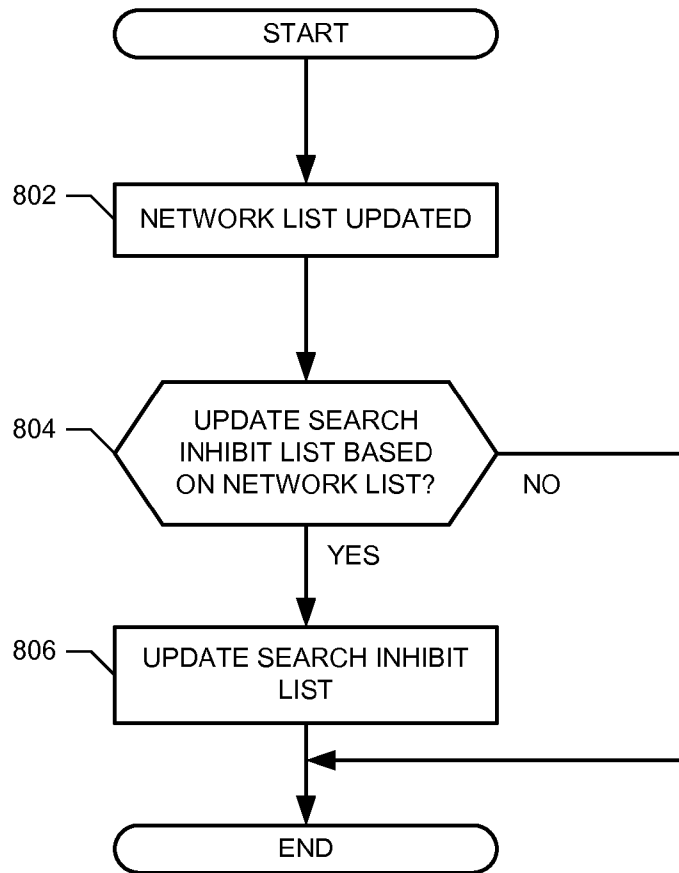 START
802
NETWORK LIST UPDATED
804
UPDATE SEARCH
INHIBIT LIST BASED
ON NETWORK LIST?
NO
YES
806
UPDATE SEARCH INHIBIT
LIST
END